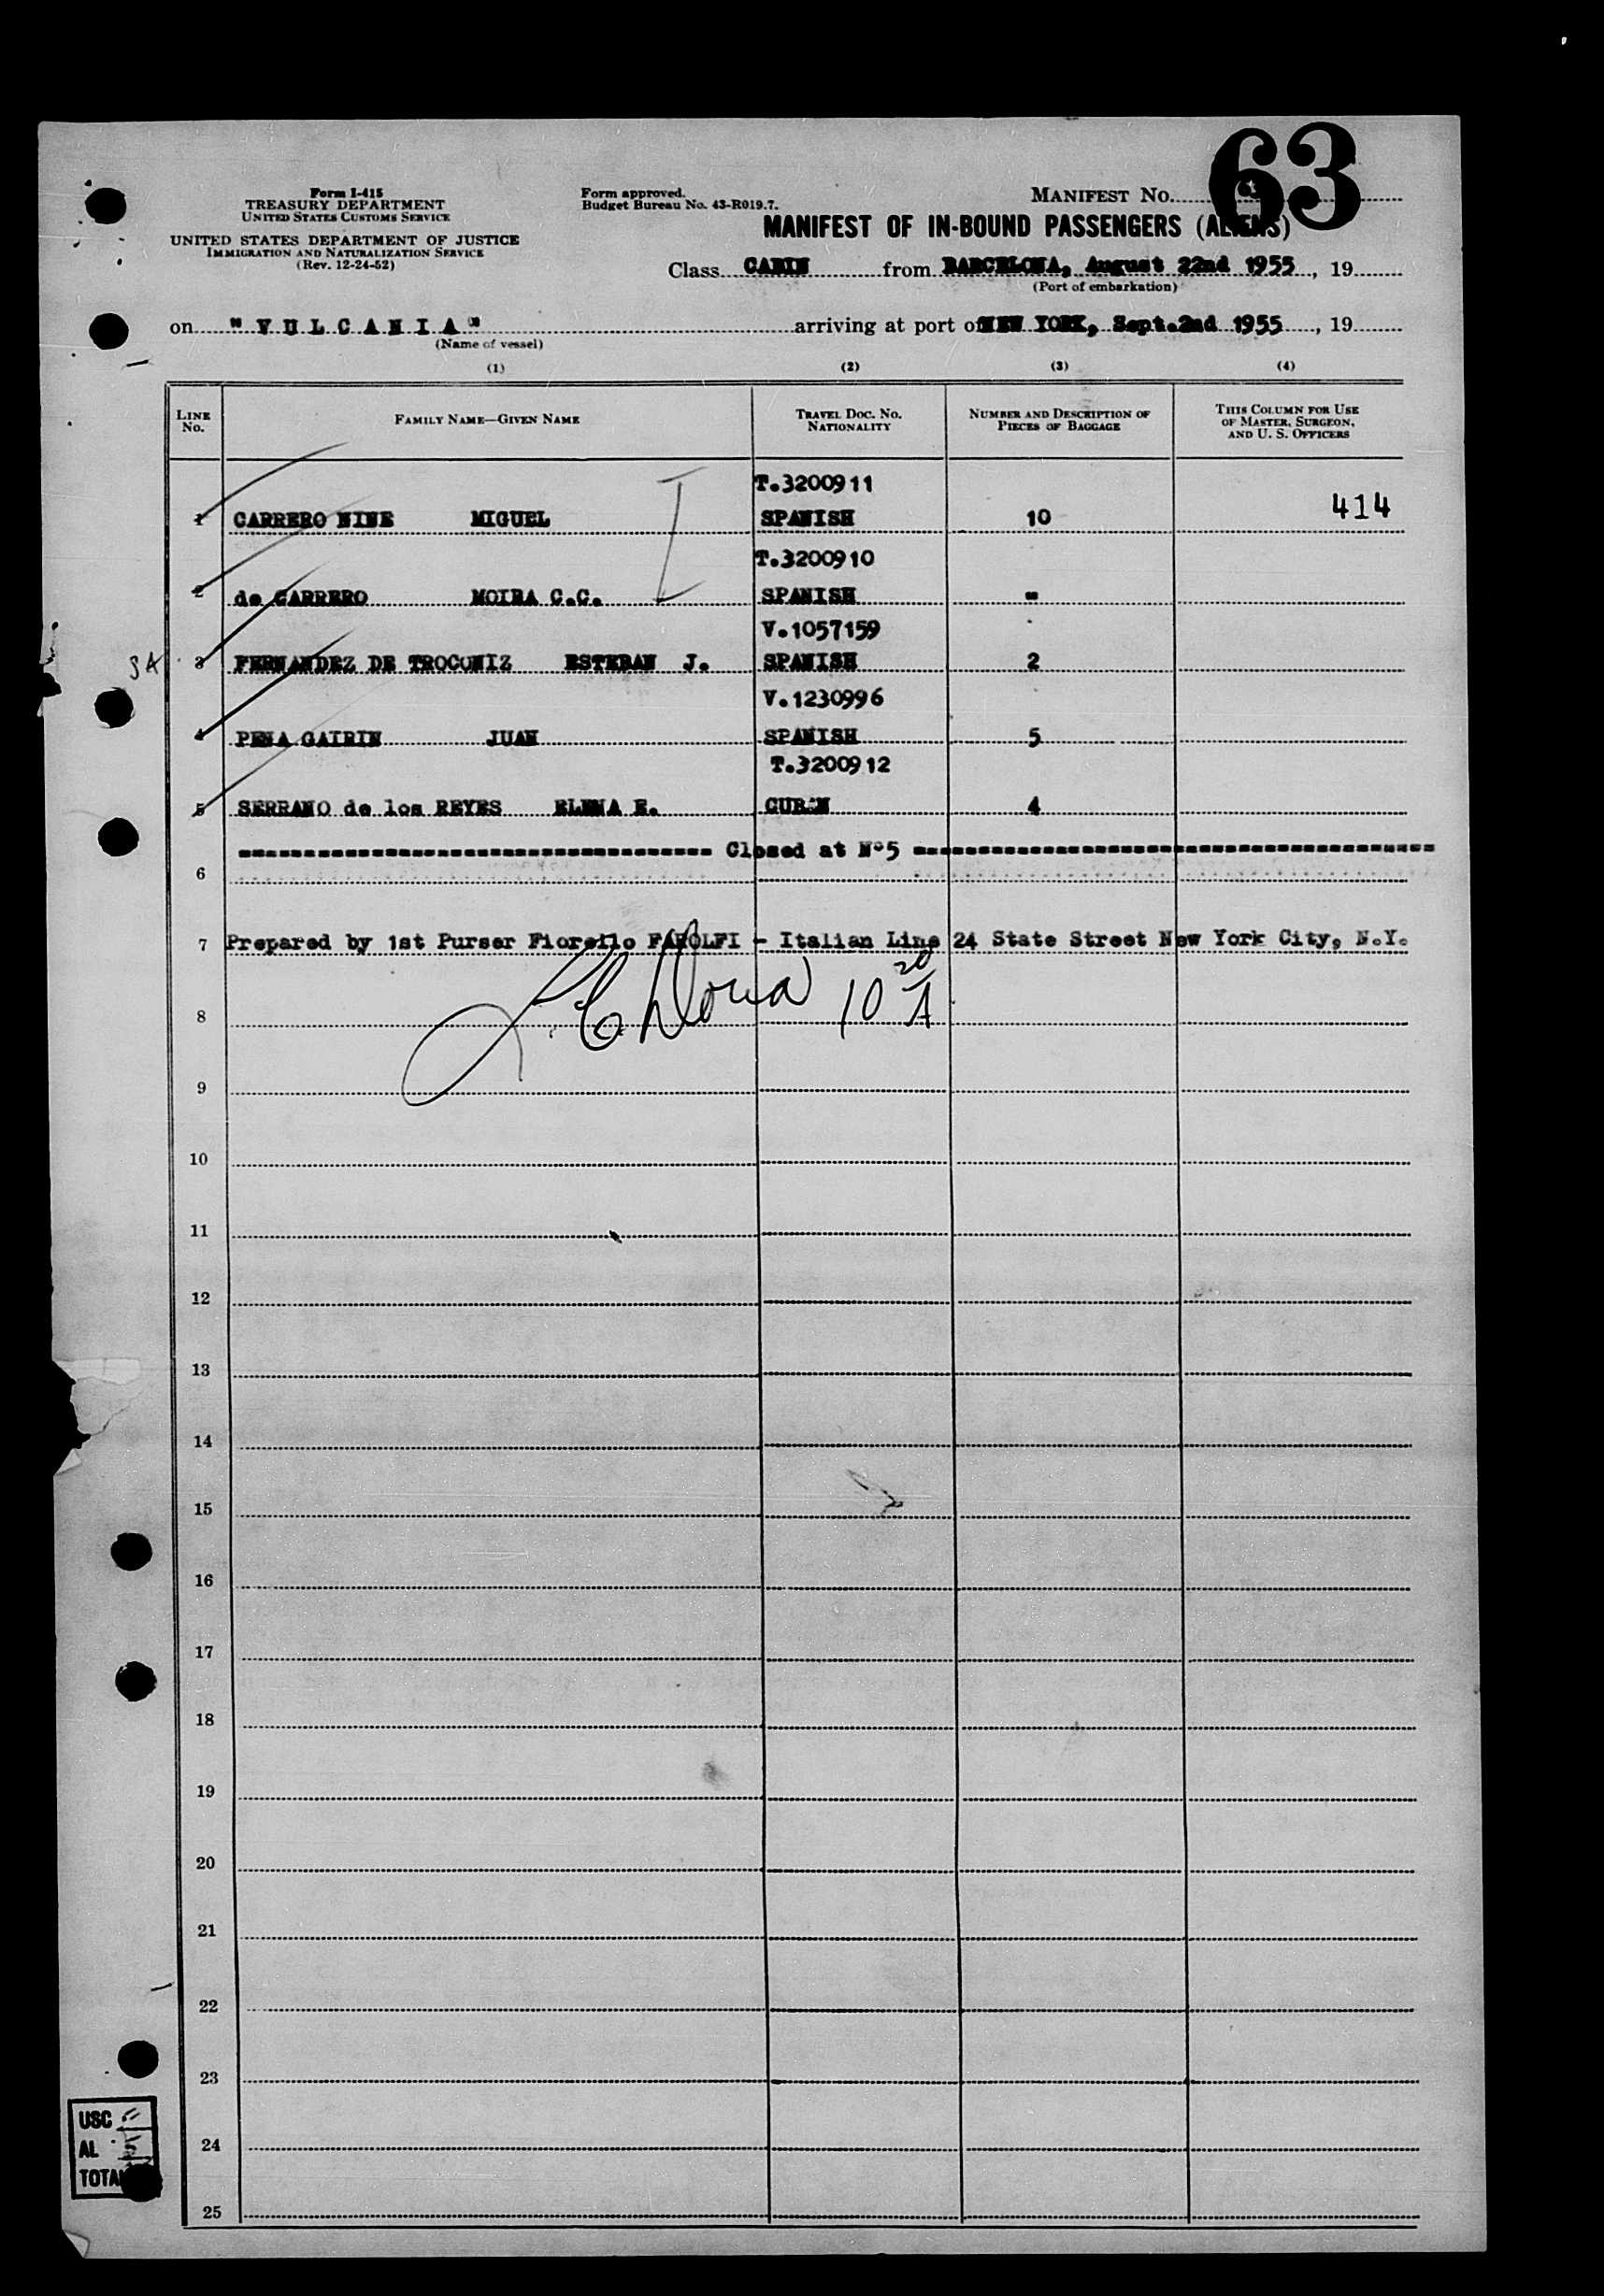 63
Form I-415
TREASURY DEPARTMENT
UNITED STATES CUSTOMS SERVICE
UNITED STATES DEPARTMENT OF JUSTICE
IMMIGRATION AND NATURALIZATION SERVICE
(Rev. 12-24-52)
Form approved.
Budget Bureau No. 43-R019.7.
MANIFEST NO.
MANIFEST OF IN-BOUND PASSENGERS (ALIENS)
Class CABIN from BARCELONA, August 22nd 1955, 19
(Port of embarkation)
on "VULCANIA" arriving at port of NEW YORK, Sept.2nd 1955, 19
(Name of vessel)
(1) (2) (3) (4)
LINE No. FAMILY NAME—GIVEN NAME TRAVEL DOC. NO. NATIONALITY NUMBER AND DESCRIPTION OF PIECES OF BAGGAGE THIS COLUMN FOR USE OF MASTER, SURGEON, AND U. S. OFFICERS
T.3200911
1 CARRERO NINE MIGUEL SPANISH 10 414
T.3200910
2 de CARRERO MOIRA C.C. SPANISH -
V.1057159
3 FERNANDEZ DE TROCONIZ ESTEBAN J. SPANISH 2
V.1230996
4 PENA GAIRIN JUAN SPANISH 5
T.3200912
5 SERRANO de los REYES ELENA E. CUBAN 4
------------------------------------ Closed at N°5 ----------------------------------------
6
7 Prepared by 1st Purser Fiorello FAROLFI - Italian Line 24 State Street New York City, N.Y.
10 20 A
8
9
10
11
12
13
14
15
16
17
18
19
20
21
22
23
24
25
USC
AL 5
TOTAL